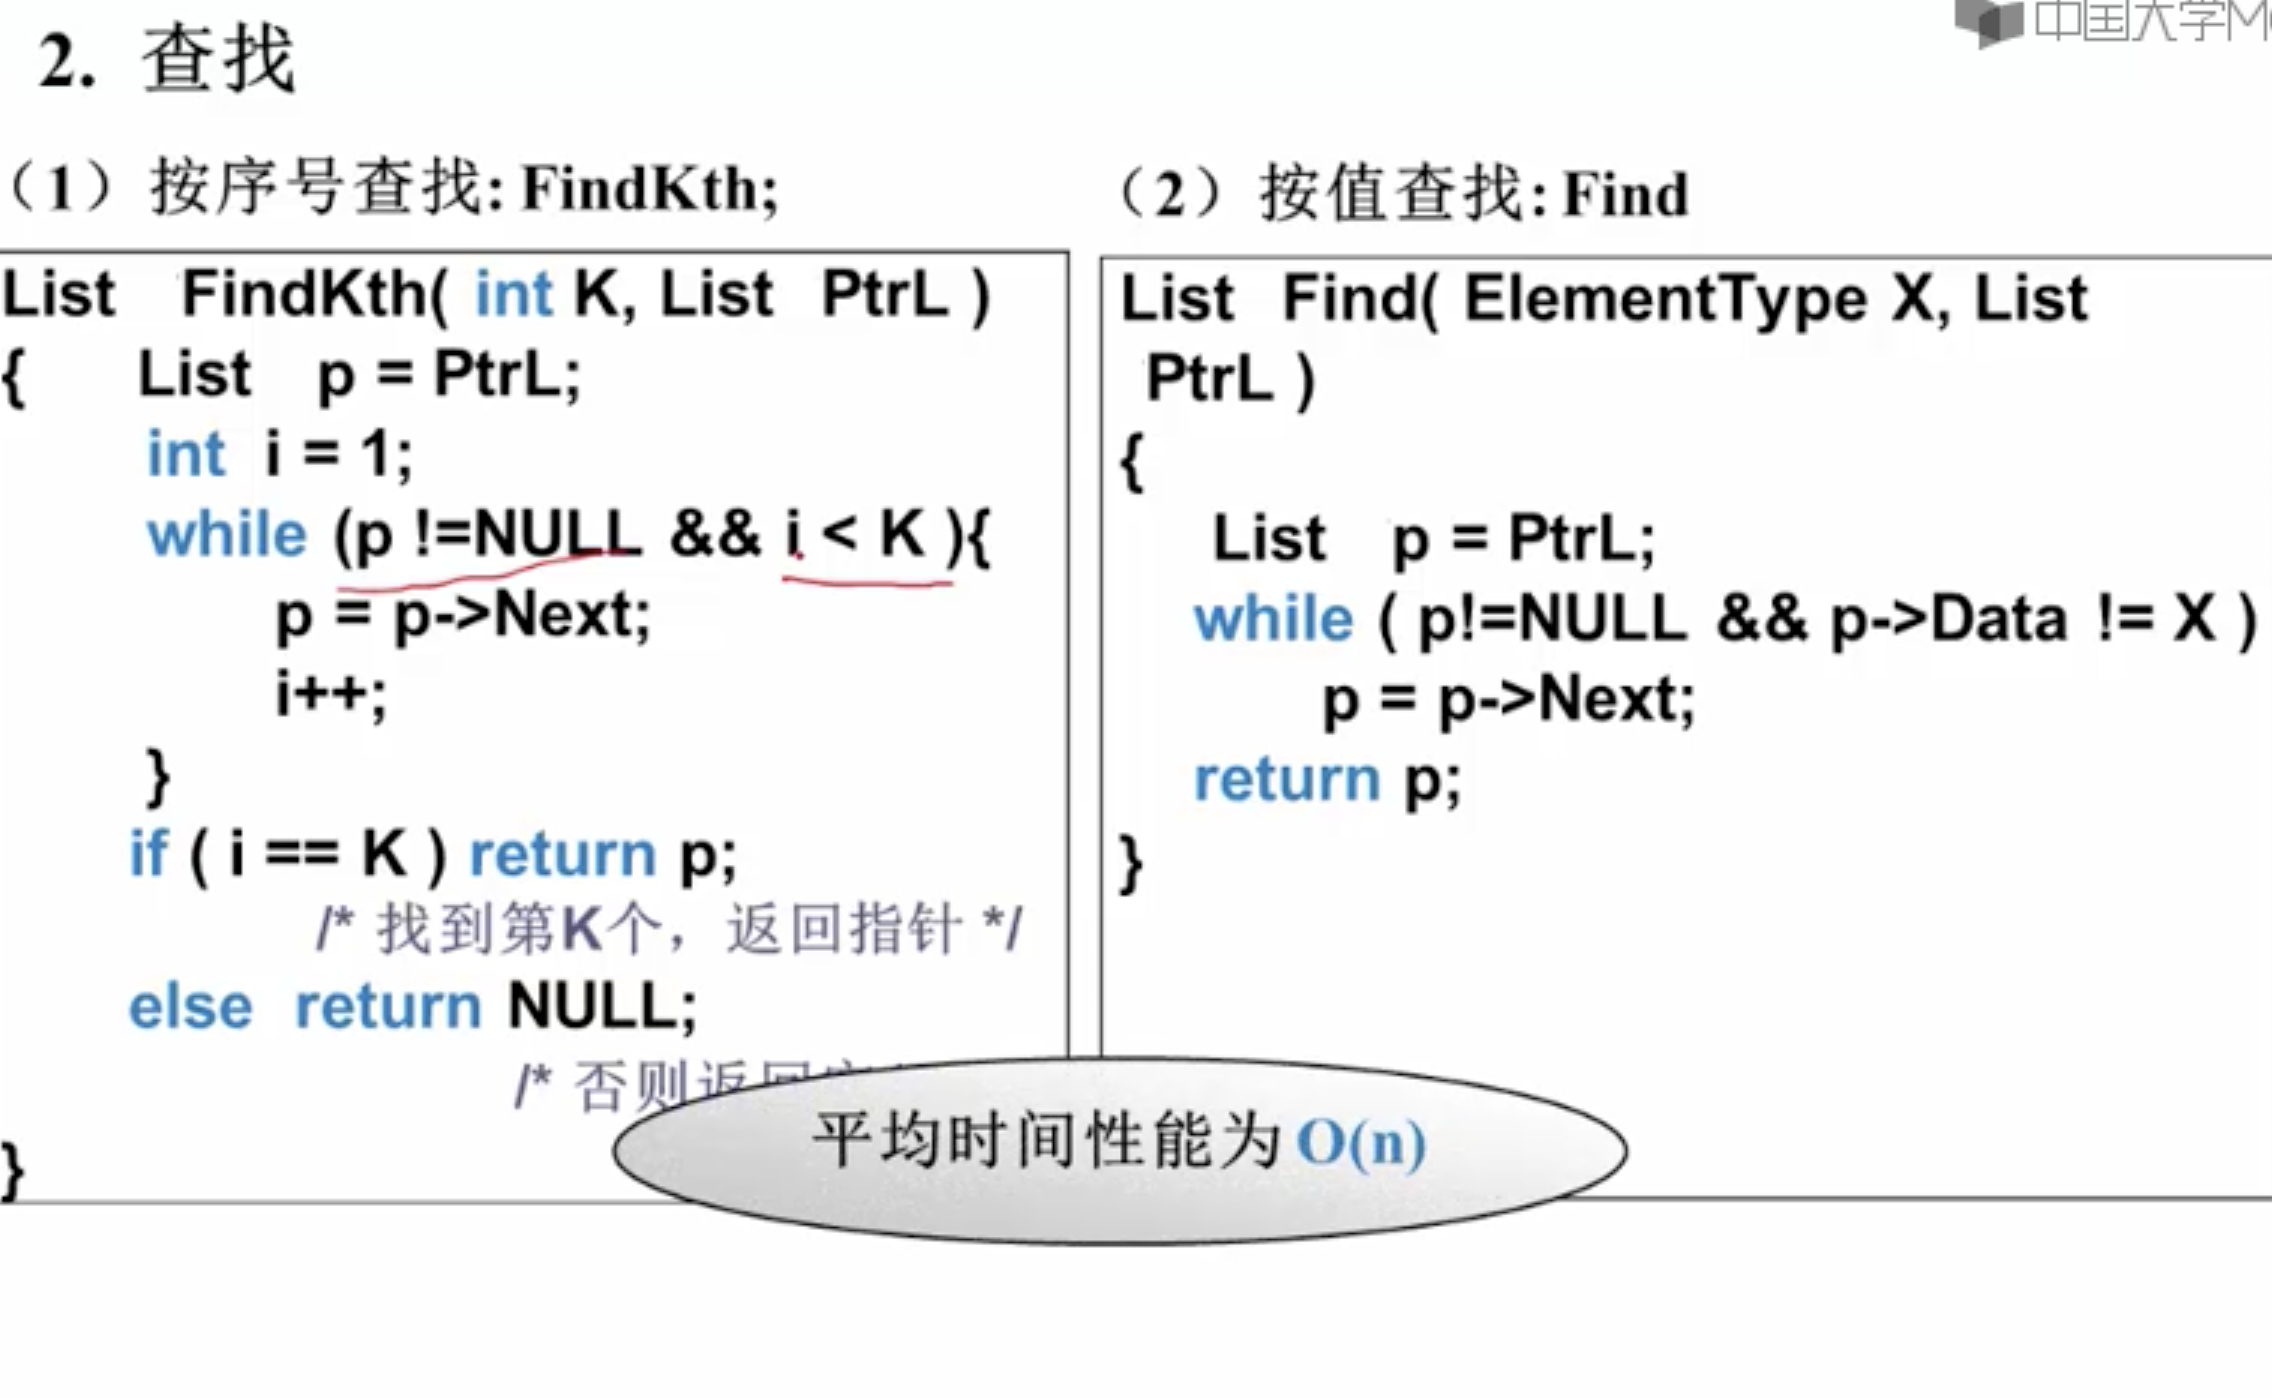 中国大学M
2. 查找
（1）按序号查找: FindKth;
List FindKth( int K, List PtrL )
{ List p = PtrL;
int i = 1;
while (p !=NULL && i < K ){
p = p->Next;
i++;
}
if ( i == K ) return p;
/* 找到第K个，返回指针 */
else return NULL;
/* 否则返回
}
（2）按值查找: Find
List Find( ElementType X, List
PtrL )
{
List p = PtrL;
while ( p!=NULL && p->Data != X )
p = p->Next;
return p;
}
平均时间性能为 O(n)